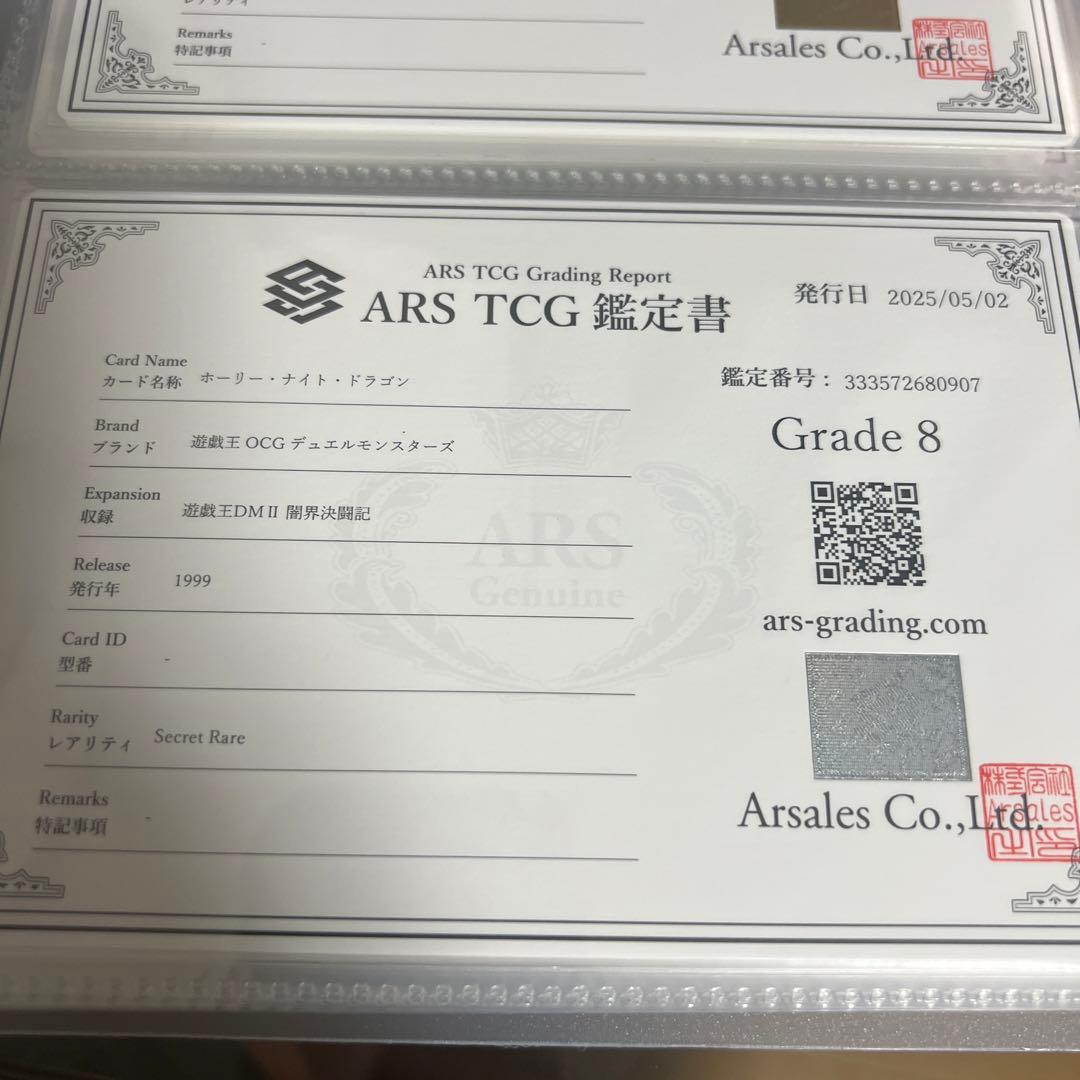 Remarks
特記事項 -
Arsales Co.,Ltd.
ARS TCG Grading Report
ARS TCG 鑑定書
発行日 2025/05/02
Card Name
カード名称 ホーリー・ナイト・ドラゴン
鑑定番号： 333572680907
Brand
ブランド 遊戯王 OCG デュエルモンスターズ
Grade 8
Expansion
収録 遊戯王DMⅡ 闇界決闘記
ARS
Genuine
Release
発行年 1999
ars-grading.com
Card ID
型番 -
Rarity
レアリティ Secret Rare
Remarks
特記事項 -
Arsales Co.,Ltd.
株式会社
Arsales